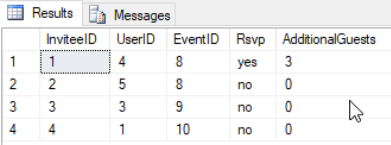 Results Messages
InviteeID UserID EventID Rsvp AdditionalGuests
1 1 4 8 yes 3
2 2 5 8 no 0
3 3 3 9 no 0
4 4 1 10 no 0